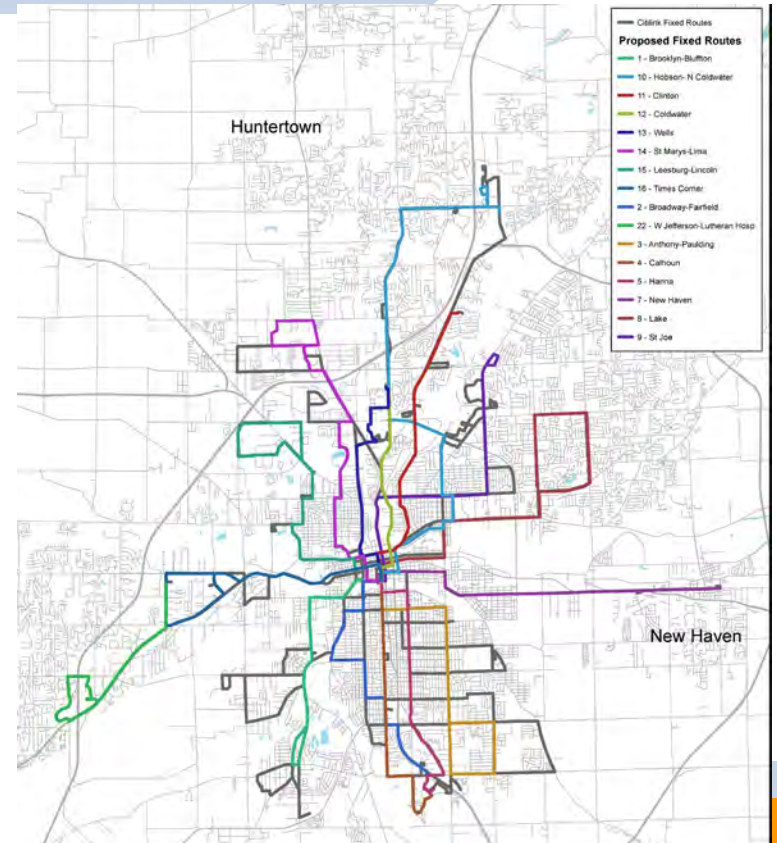 Citilink Fixed Routes
Proposed Fixed Routes
1 - Brooklyn-Bluffton
10 - Hobson- N Coldwater
11 - Clinton
12 - Coldwater
13 - Wells
14 - St Marys-Lima
15 - Leesburg-Lincoln
16 - Times Corner
2 - Broadway-Fairfield
22 - W Jefferson-Lutheran Hosp
3 - Anthony-Paulding
4 - Calhoun
5 - Hanna
7 - New Haven
8 - Lake
9 - St Joe
Huntertown
New Haven